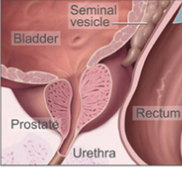 Seminal
vesicle
Bladder
Rectum
Prostate
Urethra